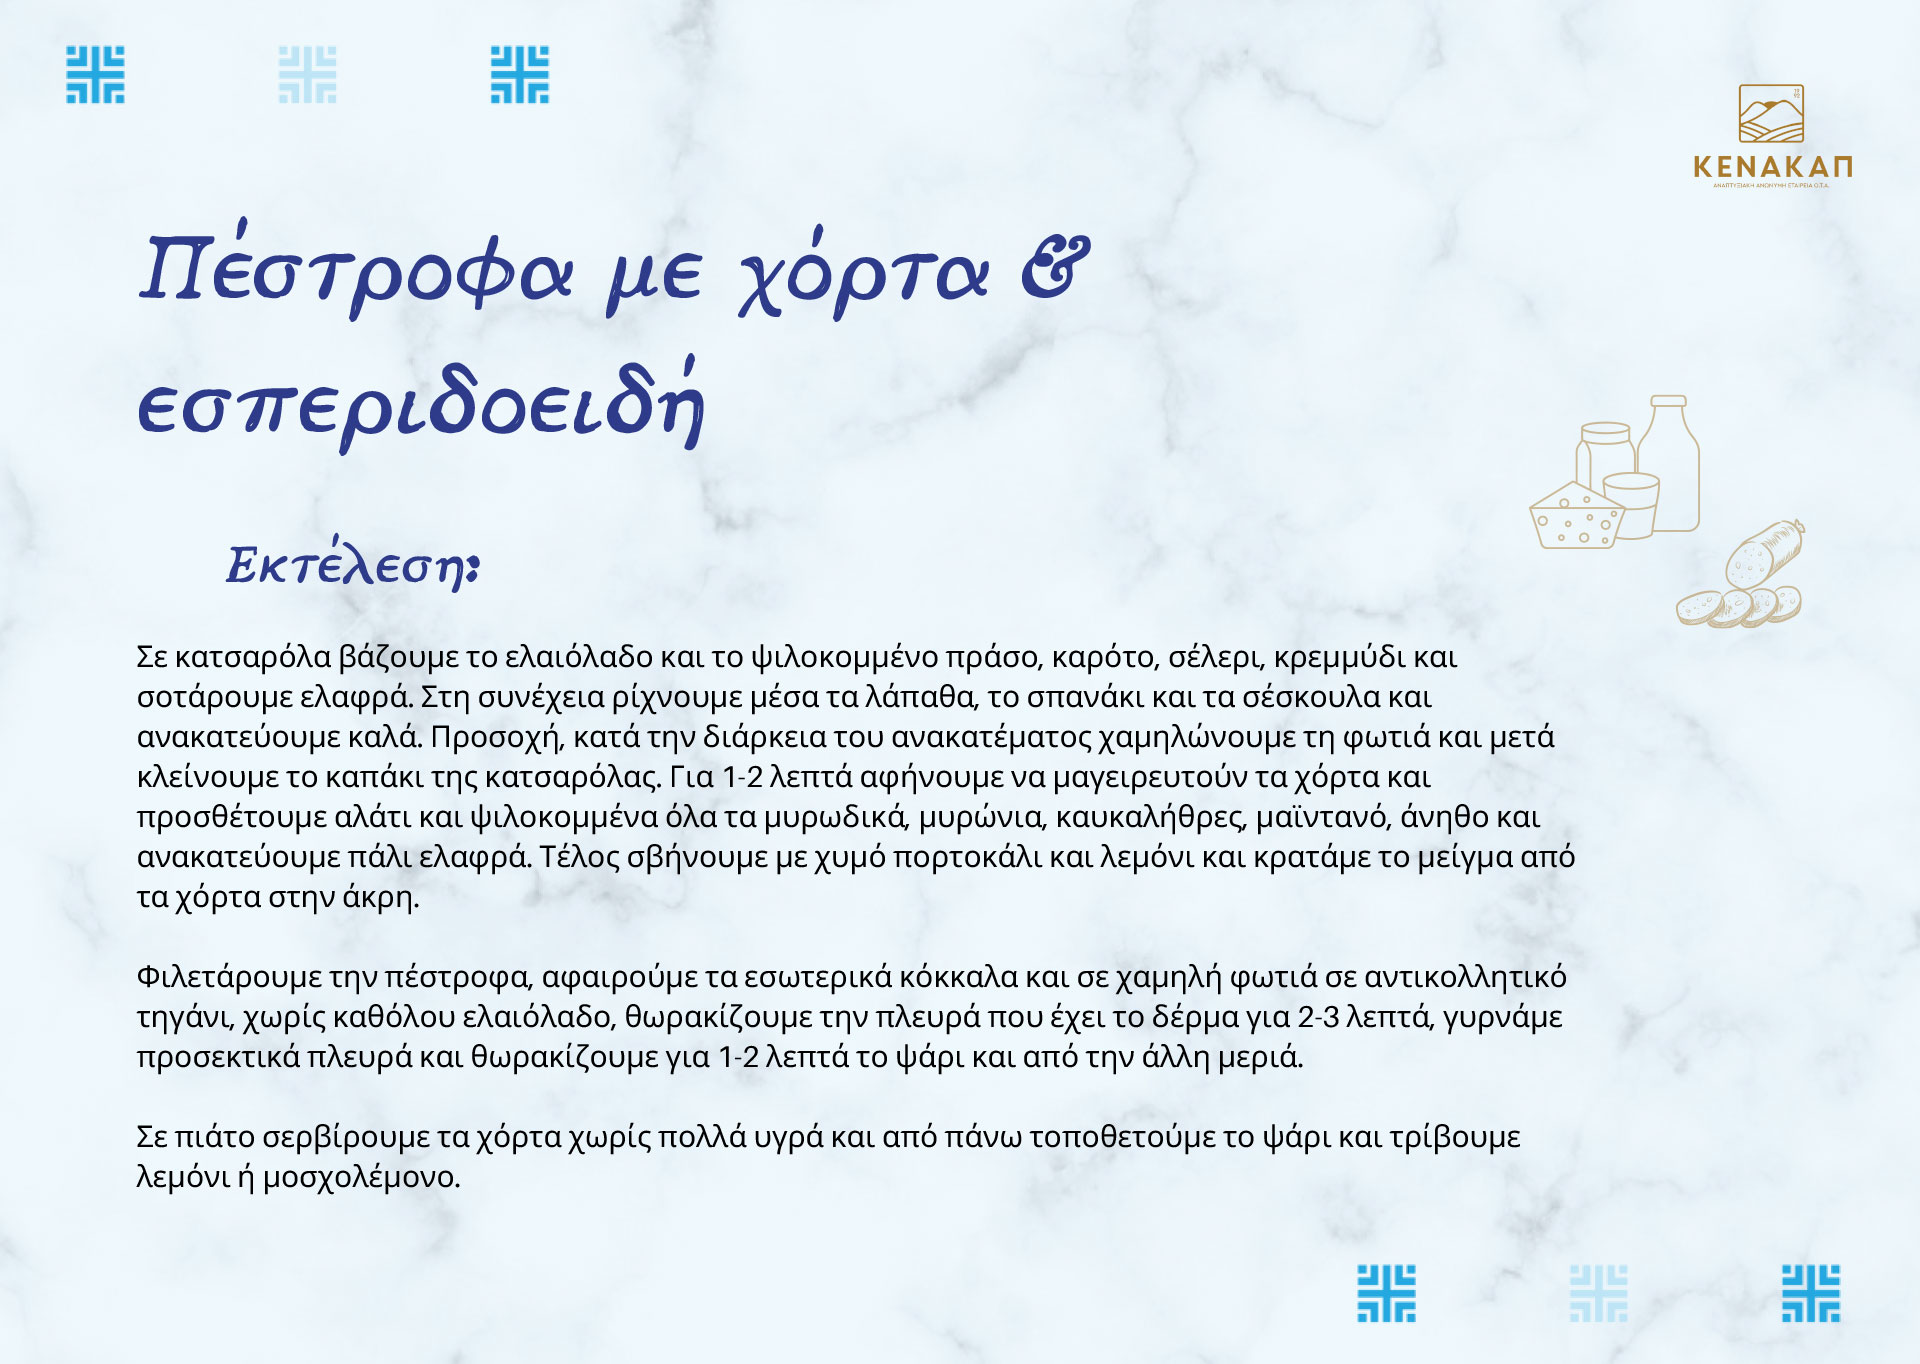 ΚΕΝΑΚΑΠ
ΑΝΑΠΤΥΞΙΑΚΗ ΑΝΩΝΥΜΗ ΕΤΑΙΡΕΙΑ Ο.Τ.Α.
Πέστροφα με χόρτα &
εσπεριδοειδή
Εκτέλεση:
Σε κατσαρόλα βάζουμε το ελαιόλαδο και το ψιλοκομμένο πράσο, καρότο, σέλερι, κρεμμύδι και
σοτάρουμε ελαφρά. Στη συνέχεια ρίχνουμε μέσα τα λάπαθα, το σπανάκι και τα σέσκουλα και
ανακατεύουμε καλά. Προσοχή, κατά την διάρκεια του ανακατέματος χαμηλώνουμε τη φωτιά και μετά
κλείνουμε το καπάκι της κατσαρόλας. Για 1-2 λεπτά αφήνουμε να μαγειρευτούν τα χόρτα και
προσθέτουμε αλάτι και ψιλοκομμένα όλα τα μυρωδικά, μυρώνια, καυκαλήθρες, μαϊντανό, άνηθο και
ανακατεύουμε πάλι ελαφρά. Τέλος σβήνουμε με χυμό πορτοκάλι και λεμόνι και κρατάμε το μείγμα από
τα χόρτα στην άκρη.
Φιλετάρουμε την πέστροφα, αφαιρούμε τα εσωτερικά κόκκαλα και σε χαμηλή φωτιά σε αντικολλητικό
τηγάνι, χωρίς καθόλου ελαιόλαδο, θωρακίζουμε την πλευρά που έχει το δέρμα για 2-3 λεπτά, γυρνάμε
προσεκτικά πλευρά και θωρακίζουμε για 1-2 λεπτά το ψάρι και από την άλλη μεριά.
Σε πιάτο σερβίρουμε τα χόρτα χωρίς πολλά υγρά και από πάνω τοποθετούμε το ψάρι και τρίβουμε
λεμόνι ή μοσχολέμονο.